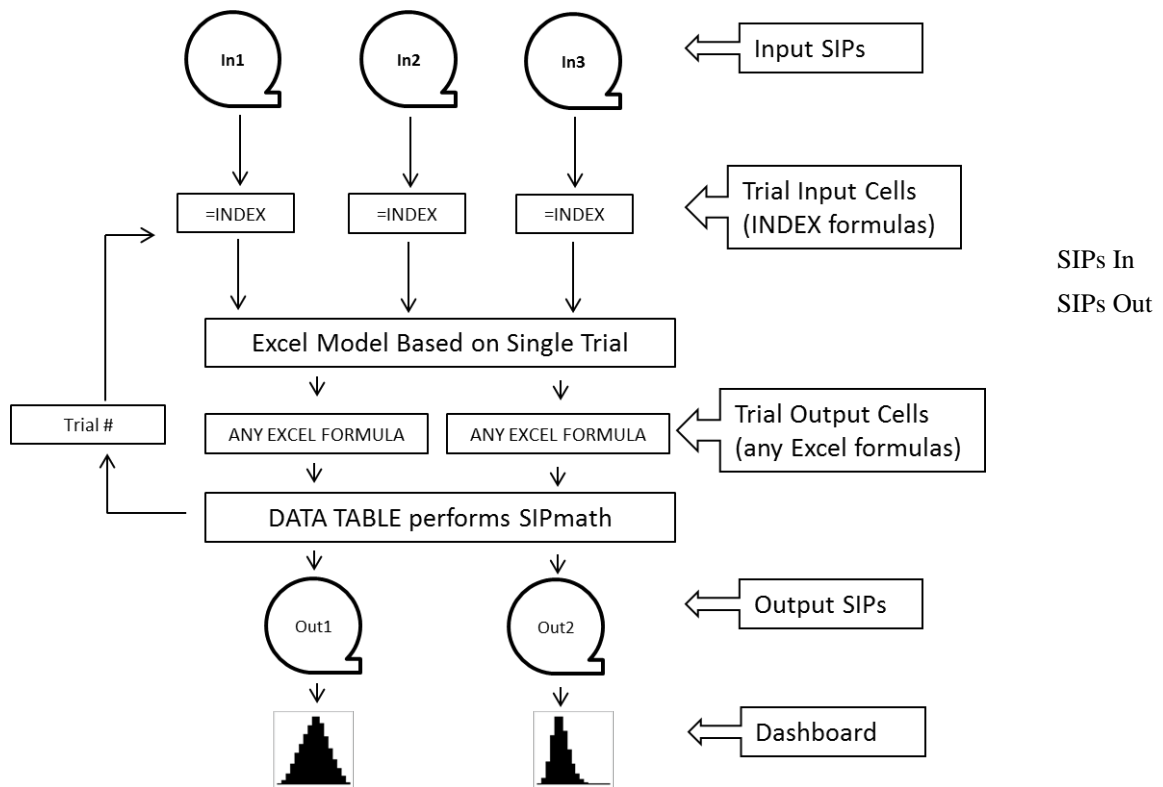 In1
In2
In3
Input SIPs
=INDEX
=INDEX
=INDEX
Trial Input Cells
(INDEX formulas)
SIPs In
SIPs Out
Excel Model Based on Single Trial
Trial #
ANY EXCEL FORMULA
ANY EXCEL FORMULA
Trial Output Cells
(any Excel formulas)
DATA TABLE performs SIPmath
Out1
Out2
Output SIPs
Dashboard